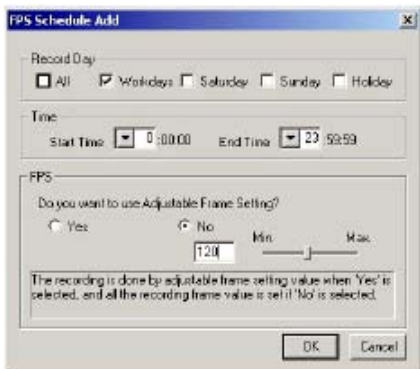 FPS Schedule Add
Record Day
All Workdays Saturday Sunday Holiday
Time
Start Time 0 :00:00 End Time 23 :59:59
FPS
Do you want to use Adjustable Frame Setting?
Yes No
120 Min. Max.
The recording is done by adjustable frame setting value when 'Yes' is
selected, and all the recording frame value is set if 'No' is selected.
OK Cancel